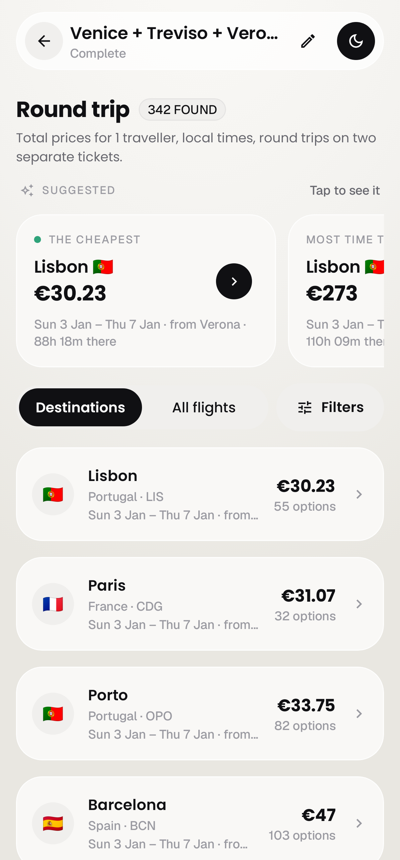 Venice + Treviso + Vero...
Complete
Round trip
342 FOUND
Total prices for 1 traveller, local times, round trips on two
separate tickets.
SUGGESTED
Tap to see it
THE CHEAPEST
Lisbon
€30.23
Sun 3 Jan – Thu 7 Jan · from Verona ·
88h 18m there
MOST TIME T
Lisbon
€273
Sun 3 Jan – T
110h 09m the
Destinations
All flights
Filters
Lisbon
Portugal · LIS
Sun 3 Jan – Thu 7 Jan · from...
€30.23
55 options
Paris
France · CDG
Sun 3 Jan – Thu 7 Jan · from...
€31.07
32 options
Porto
Portugal · OPO
Sun 3 Jan – Thu 7 Jan · from...
€33.75
82 options
Barcelona
Spain · BCN
Sun 3 Jan – Thu 7 Jan · fro...
€47
103 options